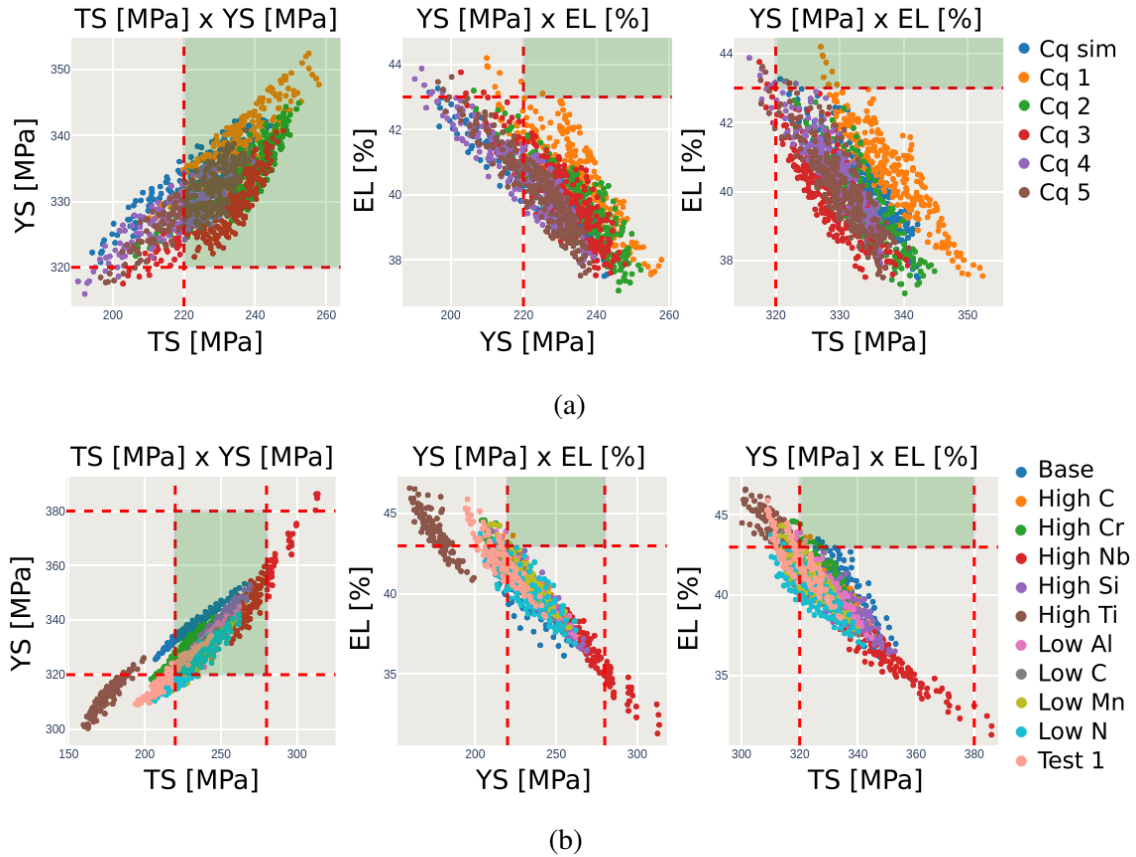 (a)
TS [MPa] x YS [MPa]
YS [MPa] x EL [%]
YS [MPa] x EL [%]
350
340
330
320
YS [MPa]
200
220
240
260
TS [MPa]
44
42
40
38
EL [%]
200
220
240
260
YS [MPa]
44
42
40
38
EL [%]
320
330
340
350
TS [MPa]
Cq sim
Cq 1
Cq 2
Cq 3
Cq 4
Cq 5
(a)
TS [MPa] x YS [MPa]
YS [MPa] x EL [%]
YS [MPa] x EL [%]
380
360
340
320
300
YS [MPa]
150
200
250
300
TS [MPa]
45
40
35
EL [%]
200
250
300
YS [MPa]
45
40
35
EL [%]
300
320
340
360
380
TS [MPa]
Base
High C
High Cr
High Nb
High Si
High Ti
Low Al
Low C
Low Mn
Low N
Test 1
(b)